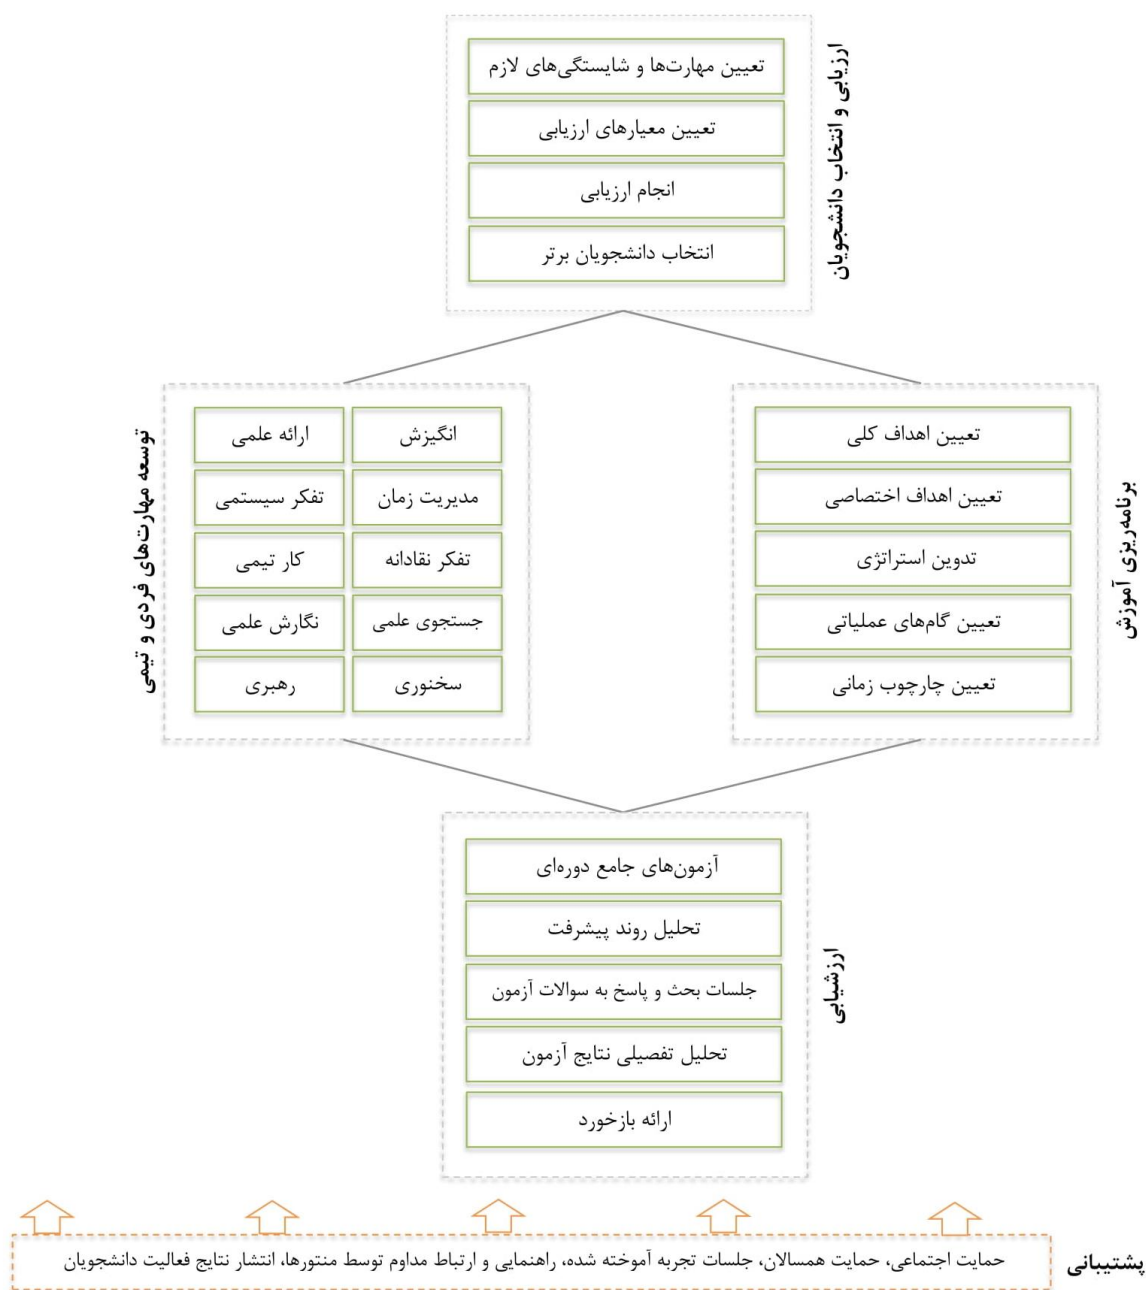 ارزیابی و انتخاب دانشجویان
تعیین مهارت‌ها و شایستگی‌های لازم
تعیین معیارهای ارزیابی
انجام ارزیابی
انتخاب دانشجویان برتر
برنامه‌ریزی آموزش
تعیین اهداف کلی
تعیین اهداف اختصاصی
تدوین استراتژی
تعیین گام‌های عملیاتی
تعیین چارچوب زمانی
توسعه مهارت‌های فردی و تیمی
انگیزش
ارائه علمی
مدیریت زمان
تفکر سیستمی
تفکر نقادانه
کار تیمی
جستجوی علمی
نگارش علمی
سخنوری
رهبری
ارزشیابی
آزمون‌های جامع دوره‌ای
تحلیل روند پیشرفت
جلسات بحث و پاسخ به سوالات آزمون
تحلیل تفصیلی نتایج آزمون
ارائه بازخورد
پشتیبانی
حمایت اجتماعی، حمایت همسالان، جلسات تجربه آموخته شده، راهنمایی و ارتباط مداوم توسط منتورها، انتشار نتایج فعالیت دانشجویان